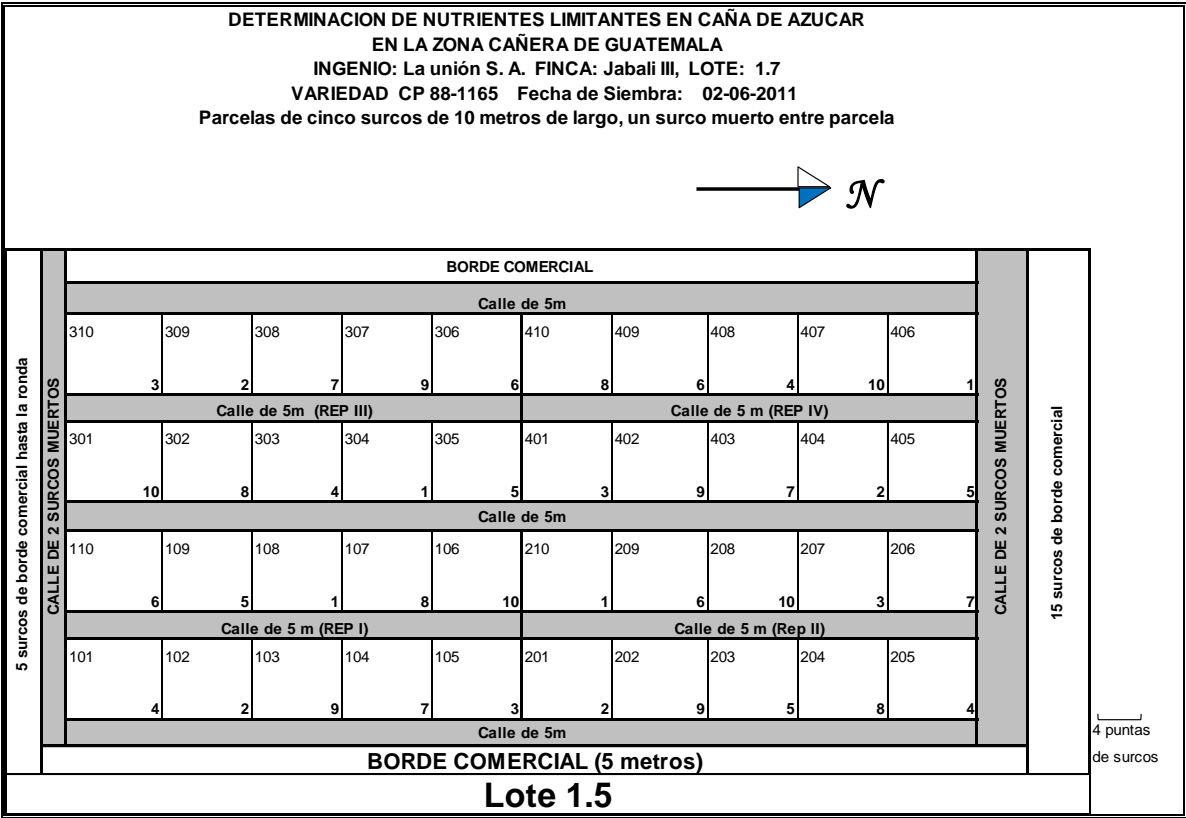 DETERMINACION DE NUTRIENTES LIMITANTES EN CAÑA DE AZUCAR
EN LA ZONA CAÑERA DE GUATEMALA
INGENIO: La unión S. A. FINCA: Jabali III, LOTE: 1.7
VARIEDAD CP 88-1165 Fecha de Siembra: 02-06-2011
Parcelas de cinco surcos de 10 metros de largo, un surco muerto entre parcela
N
5 surcos de borde comercial hasta la ronda
CALLE DE 2 SURCOS MUERTOS
BORDE COMERCIAL
Calle de 5m
310 309 308 307 306 410 409 408 407 406
3 2 7 9 6 8 6 4 10 1
Calle de 5m (REP III) Calle de 5 m (REP IV)
301 302 303 304 305 401 402 403 404 405
10 8 4 1 5 3 9 7 2 5
Calle de 5m
110 109 108 107 106 210 209 208 207 206
6 5 1 8 10 1 6 10 3 7
Calle de 5 m (REP I) Calle de 5 m (Rep II)
101 102 103 104 105 201 202 203 204 205
4 2 9 7 3 2 9 5 8 4
Calle de 5m
CALLE DE 2 SURCOS MUERTOS
15 surcos de borde comercial
4 puntas
de surcos
BORDE COMERCIAL (5 metros)
Lote 1.5